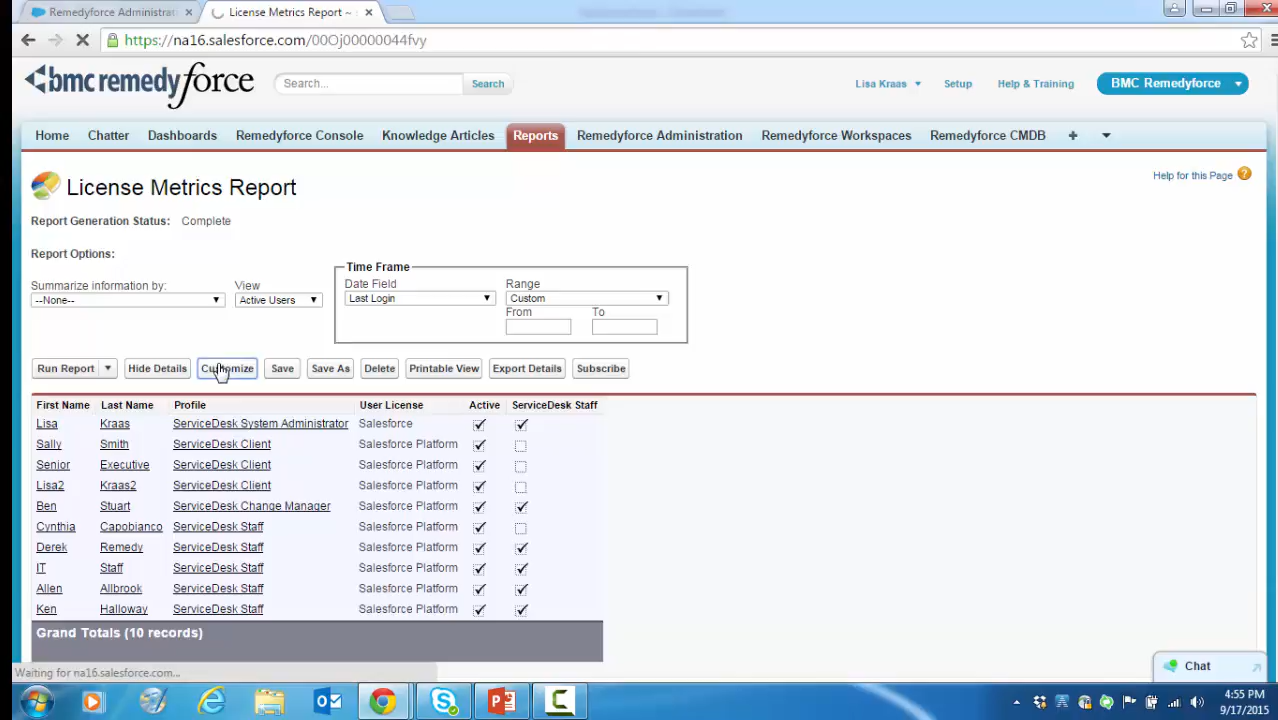 Remedyforce Administrat
License Metrics Report ~
https://na16.salesforce.com/00Oj00000044fvy
bmc remedyforce
Search...
Search
Lisa Kraas
Setup
Help & Training
BMC Remedyforce
Home
Chatter
Dashboards
Remedyforce Console
Knowledge Articles
Reports
Remedyforce Administration
Remedyforce Workspaces
Remedyforce CMDB
+
License Metrics Report
Help for this Page ?
Report Generation Status: Complete
Report Options:
Time Frame
Summarize information by:
View
Date Field
Range
--None--
Active Users
Last Login
Custom
From
To
Run Report
Hide Details
Customize
Save
Save As
Delete
Printable View
Export Details
Subscribe
First Name Last Name Profile User License Active ServiceDesk Staff
Lisa Kraas ServiceDesk System Administrator Salesforce
Sally Smith ServiceDesk Client Salesforce Platform
Senior Executive ServiceDesk Client Salesforce Platform
Lisa2 Kraas2 ServiceDesk Client Salesforce Platform
Ben Stuart ServiceDesk Change Manager Salesforce Platform
Cynthia Capobianco ServiceDesk Staff Salesforce Platform
Derek Remedy ServiceDesk Staff Salesforce Platform
IT Staff ServiceDesk Staff Salesforce Platform
Allen Allbrook ServiceDesk Staff Salesforce Platform
Ken Halloway ServiceDesk Staff Salesforce Platform
Grand Totals (10 records)
Waiting for na16.salesforce.com...
Chat
4:55 PM
9/17/2015